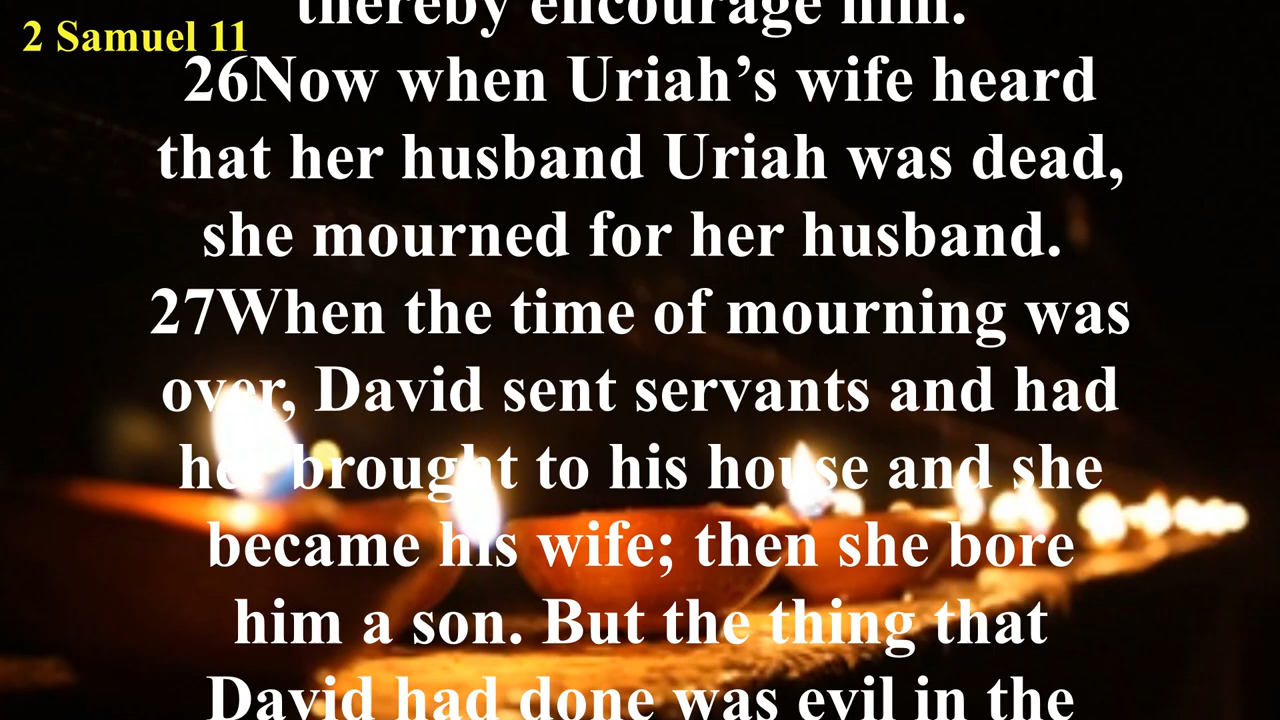 thereby encourage him.
2 Samuel 11
26Now when Uriah’s wife heard
that her husband Uriah was dead,
she mourned for her husband.
27When the time of mourning was
over, David sent servants and had
her brought to his house and she
became his wife; then she bore
him a son. But the thing that
David had done was evil in the